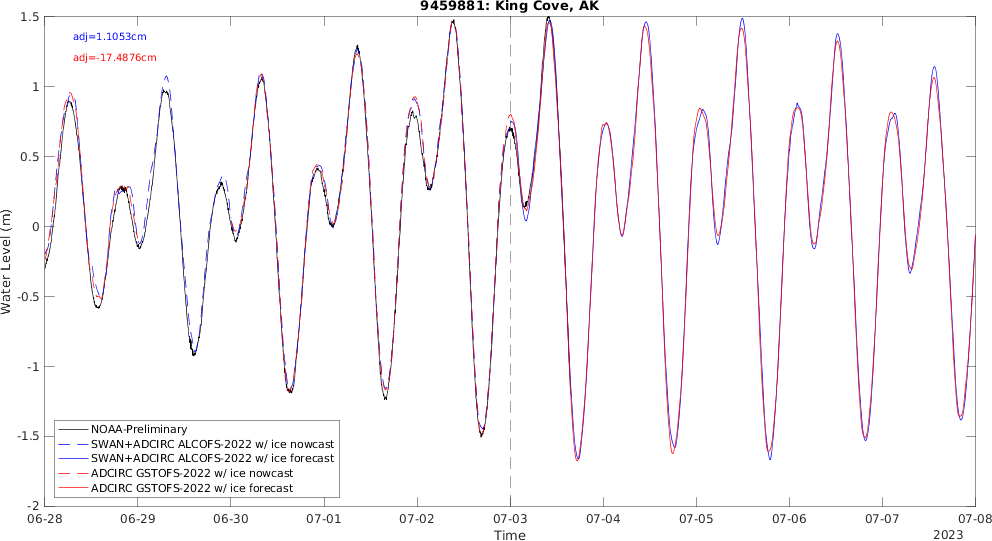 9459881: King Cove, AK
adj=1.1053cm
adj=-17.4876cm
1.5
1
0.5
0
-0.5
-1
-1.5
-2
Water Level (m)
NOAA-Preliminary
SWAN+ADCIRC ALCOFS-2022 w/ ice nowcast
SWAN+ADCIRC ALCOFS-2022 w/ ice forecast
ADCIRC GSTOFS-2022 w/ ice nowcast
ADCIRC GSTOFS-2022 w/ ice forecast
06-28 06-29 06-30 07-01 07-02 07-03 07-04 07-05 07-06 07-07 07-08
Time
2023